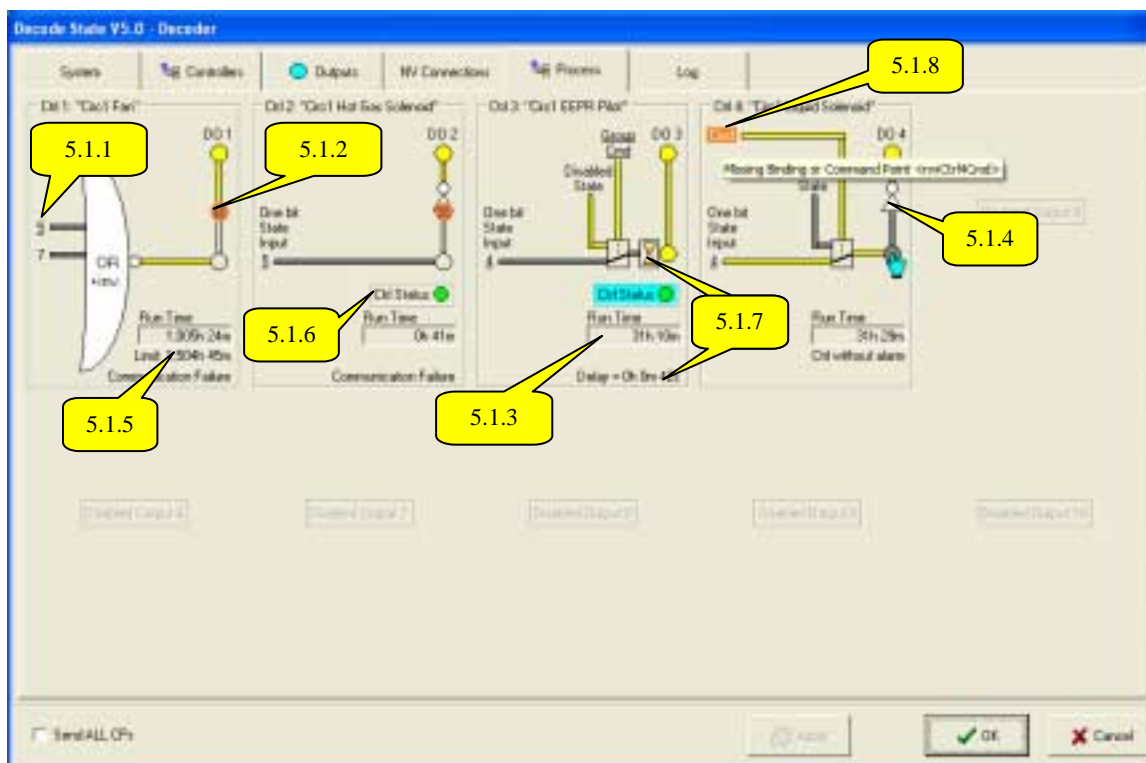 Decode State V5.0 - Decoder
System
Controllers
Outputs
NV Connections
Process
Log
5.1.8
Ctrl 1: "Circ1 Fan"
Ctrl 2: "Circ1 Hot Gas Solenoid"
Ctrl 3: "Circ1 EEPR Pilot"
Ctrl 4: "Circ1 Liquid Solenoid"
5.1.1
DO 1
5.1.2
DO 2
Group
Cmd
DO 3
DO 4
Disabled
State
Missing Binding or Command Point
State
5.1.4
7
OR
One bit
State
Input
One bit
State
Input
One bit
State
Input
Ctrl Status
Ctrl Status
5.1.6
5.1.7
Run Time
Run Time
0h 41m
Run Time
31h 10m
Run Time
31h 29m
Ctrl without alarm
Communication Failure
Communication Failure
5.1.5
5.1.3
Disabled Output 6
Disabled Output 7
Disabled Output 8
Disabled Output 9
Disabled Output 10
Send ALL CPs
OK
Cancel